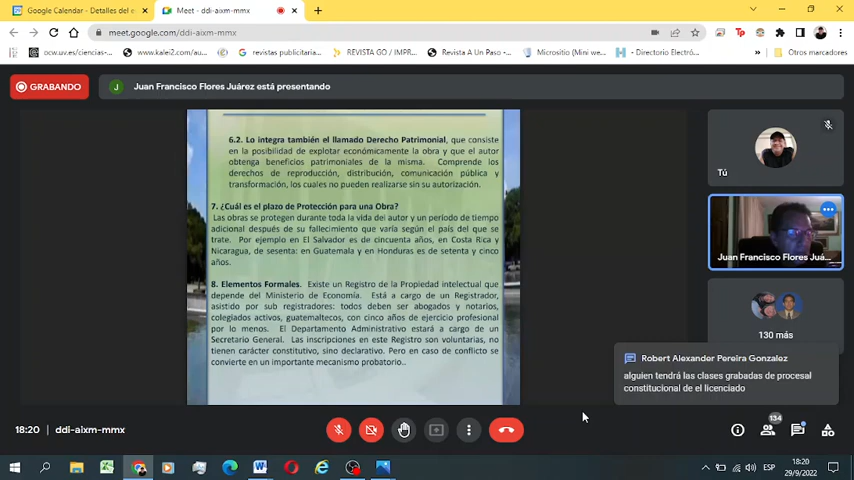 Google Calendar - Detalles del e
Meet - ddi-aixm-mmx
meet.google.com/ddi-aixm-mmx
ocw.uv.es/ciencias-...
www.kalei2.com/auto...
revistas publicitaria...
REVISTA GO / IMPR...
Revista A Un Paso -...
Micrositio (Mini we...
- Directorio Electró...
Otros marcadores
GRABANDO
J
Juan Francisco Flores Juárez está presentando
6.2. Lo integra también el llamado Derecho Patrimonial, que consiste
en la posibilidad de explotar económicamente la obra y que el autor
obtenga beneficios patrimoniales de la misma. Comprende los
derechos de reproducción, distribución, comunicación pública y
transformación, los cuales no pueden realizarse sin su autorización.
7. ¿Cuál es el plazo de Protección para una Obra?
Las obras se protegen durante toda la vida del autor y un periodo de tiempo
adicional después de su fallecimiento que varía según el país del que se
trate. Por ejemplo en El Salvador es de cincuenta años, en Costa Rica y
Nicaragua, de sesenta: en Guatemala y en Honduras es de setenta y cinco
años.
8. Elementos Formales. Existe un Registro de la Propiedad intelectual que
depende del Ministerio de Economía. Está a cargo de un Registrador,
asistido por sub registradores: todos deben ser abogados y notarios,
colegiados activos, guatemaltecos, con cinco años de ejercicio profesional
por lo menos. El Departamento Administrativo estará a cargo de un
Secretario General. Las inscripciones en este Registro son voluntarias, no
tienen carácter constitutivo, sino declarativo. Pero en caso de conflicto se
convierte en un importante mecanismo probatorio..
Tú
Juan Francisco Flores Juá...
130 más
Robert Alexander Pereira Gonzalez
alguien tendrá las clases grabadas de procesal
constitucional de el licenciado
18:20
ddi-aixm-mmx
134
ESP
18:20
29/9/2022